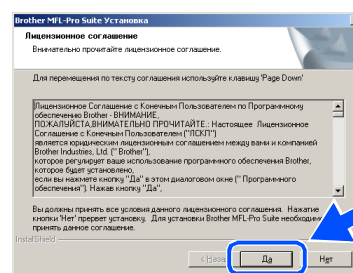 Brother MFL-Pro Suite Установка
Лицензионное соглашение
Внимательно прочитайте лицензионное соглашение.
Для перемещения по тексту соглашения используйте клавишу 'Page Down'
Лицензионное Соглашение с Конечным Пользователем по Программному
обеспечению Brother - ВНИМАНИЕ,
ПОЖАЛУЙСТА,ВНИМАТЕЛЬНО ПРОЧИТАЙТЕ.: Настоящее Лицензионное
Соглашение с Конечным Пользователем ("ЛСКП")
является юридическим лицензионным соглашением между вами и компанией
Brother Industries, Ltd. (" Brother"),
которое регулирует ваше использование программного обеспечения Brother,
которое будет установлено,
если вы нажмете кнопку "Да" в этом диалоговом окне (" Программного
обеспечения"). Нажав кнопку "Да",
Вы должны принять все условия данного лицензионного соглашения. Нажатие
кнопки 'Нет' прервет установку. Для установки Brother MFL-Pro Suite необходимо
принять данное соглашение.
InstallShield
< Назад
Да
Нет